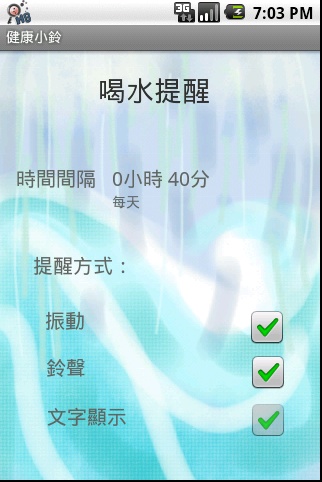 3G 7:03 PM
健康小鈴
喝水提醒
時間間隔 0小時 40分
每天
提醒方式：
振動
鈴聲
文字顯示